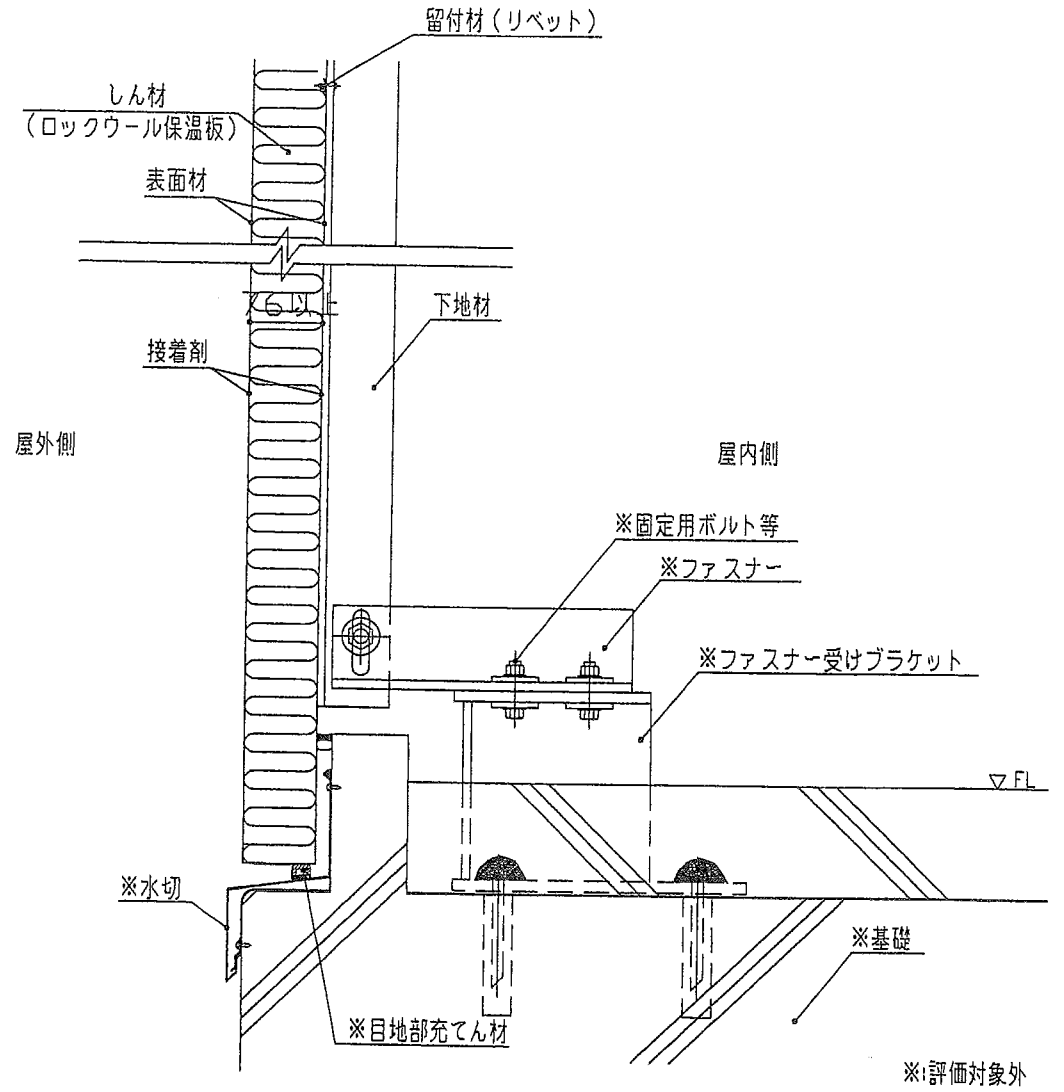 留付材(リベット)
しん材
(ロックウール保温板)
表面材
76以上
下地材
接着剤
屋外側
屋内側
※固定用ボルト等
※ファスナー
※ファスナー受けブラケット
▽FL
※水切
※基礎
※目地部充てん材
※:評価対象外